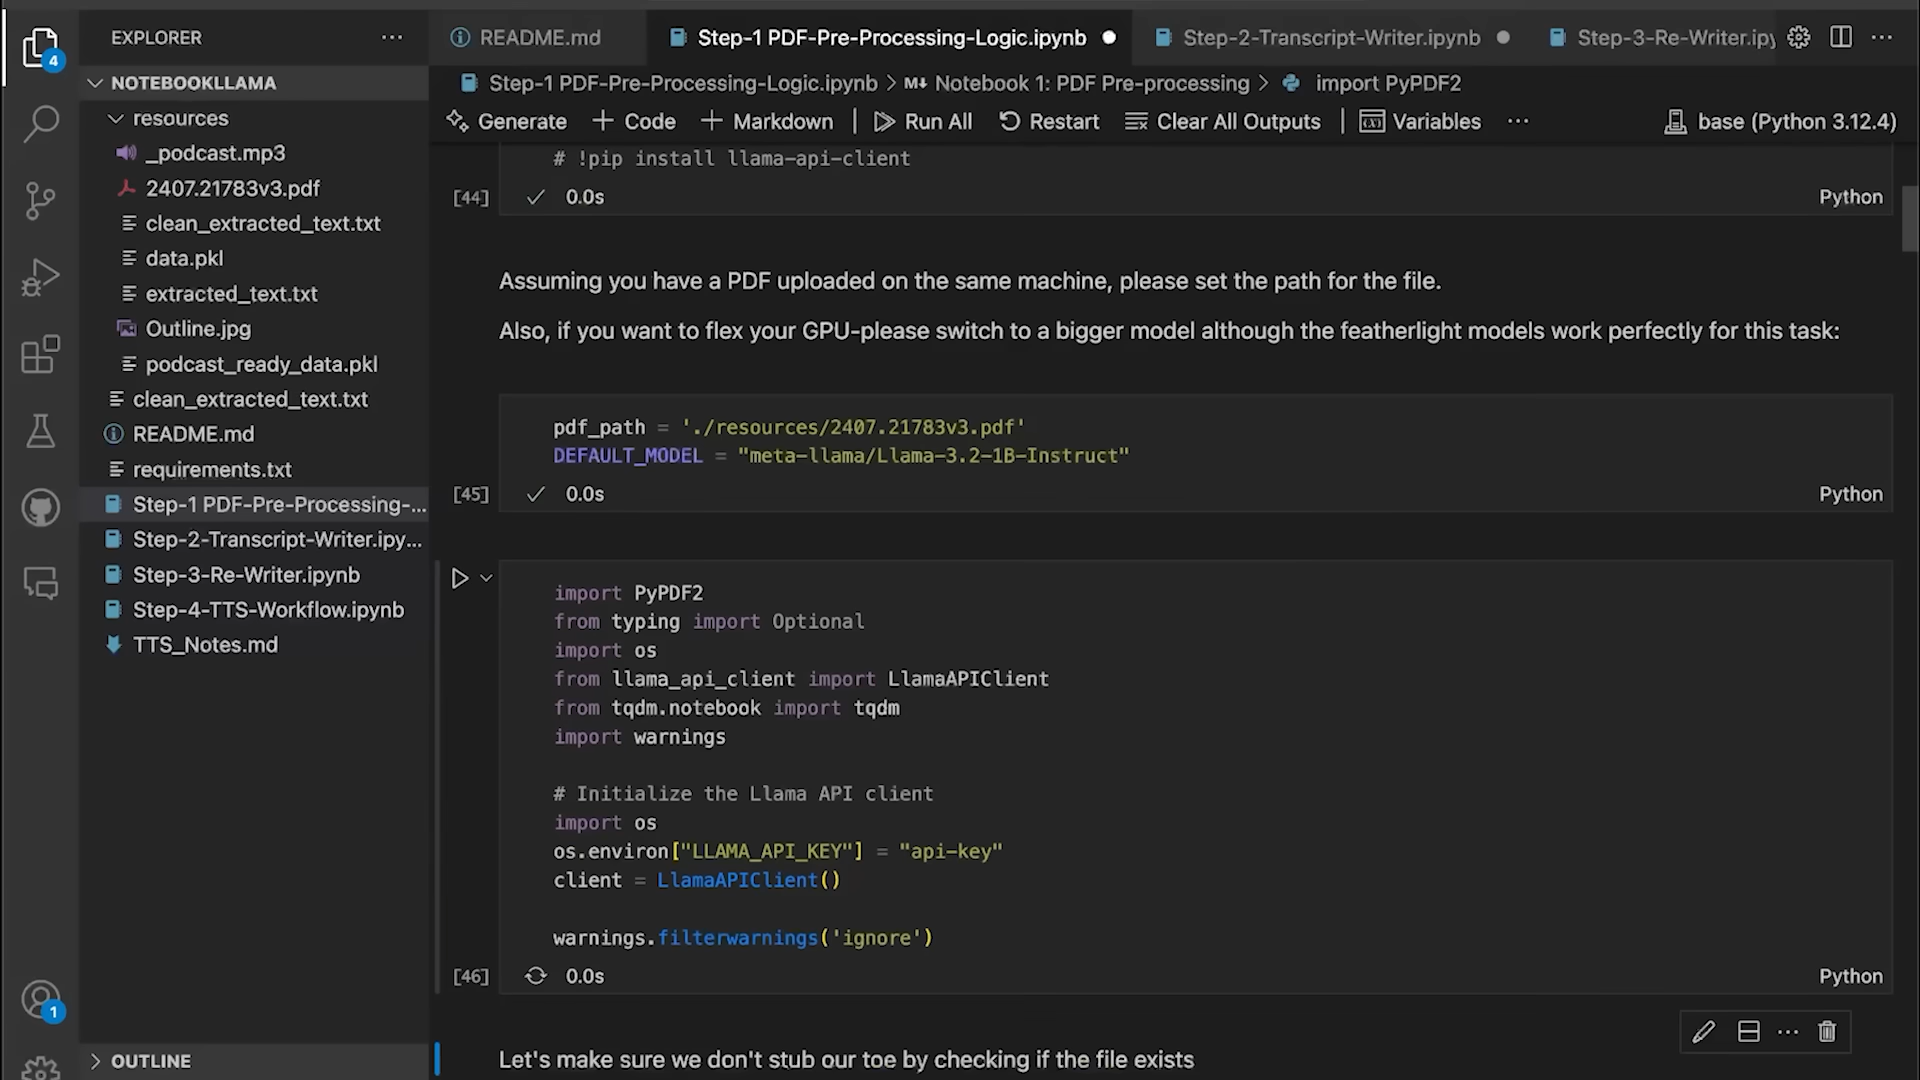 EXPLORER
README.md
Step-1 PDF-Pre-Processing-Logic.ipynb
Step-2-Transcript-Writer.ipynb
Step-3-Re-Writer.ipy
4
NOTEBOOKLLAMA
Step-1 PDF-Pre-Processing-Logic.ipynb > M↓ Notebook 1: PDF Pre-processing > import PyPDF2
Generate + Code + Markdown | Run All Restart Clear All Outputs | Variables ...
base (Python 3.12.4)
resources
_podcast.mp3
2407.21783v3.pdf
clean_extracted_text.txt
data.pkl
extracted_text.txt
Outline.jpg
podcast_ready_data.pkl
clean_extracted_text.txt
README.md
requirements.txt
Step-1 PDF-Pre-Processing-...
Step-2-Transcript-Writer.ipy...
Step-3-Re-Writer.ipynb
Step-4-TTS-Workflow.ipynb
TTS_Notes.md
1
OUTLINE
# !pip install llama-api-client
[44] 0.0s Python
Assuming you have a PDF uploaded on the same machine, please set the path for the file.
Also, if you want to flex your GPU-please switch to a bigger model although the featherlight models work perfectly for this task:
pdf_path = './resources/2407.21783v3.pdf'
DEFAULT_MODEL = "meta-llama/Llama-3.2-1B-Instruct"
[45] 0.0s Python
import PyPDF2
from typing import Optional
import os
from llama_api_client import LlamaAPIClient
from tqdm.notebook import tqdm
import warnings
# Initialize the Llama API client
import os
os.environ["LLAMA_API_KEY"] = "api-key"
client = LlamaAPIClient()
warnings.filterwarnings('ignore')
[46] 0.0s Python
Let's make sure we don't stub our toe by checking if the file exists